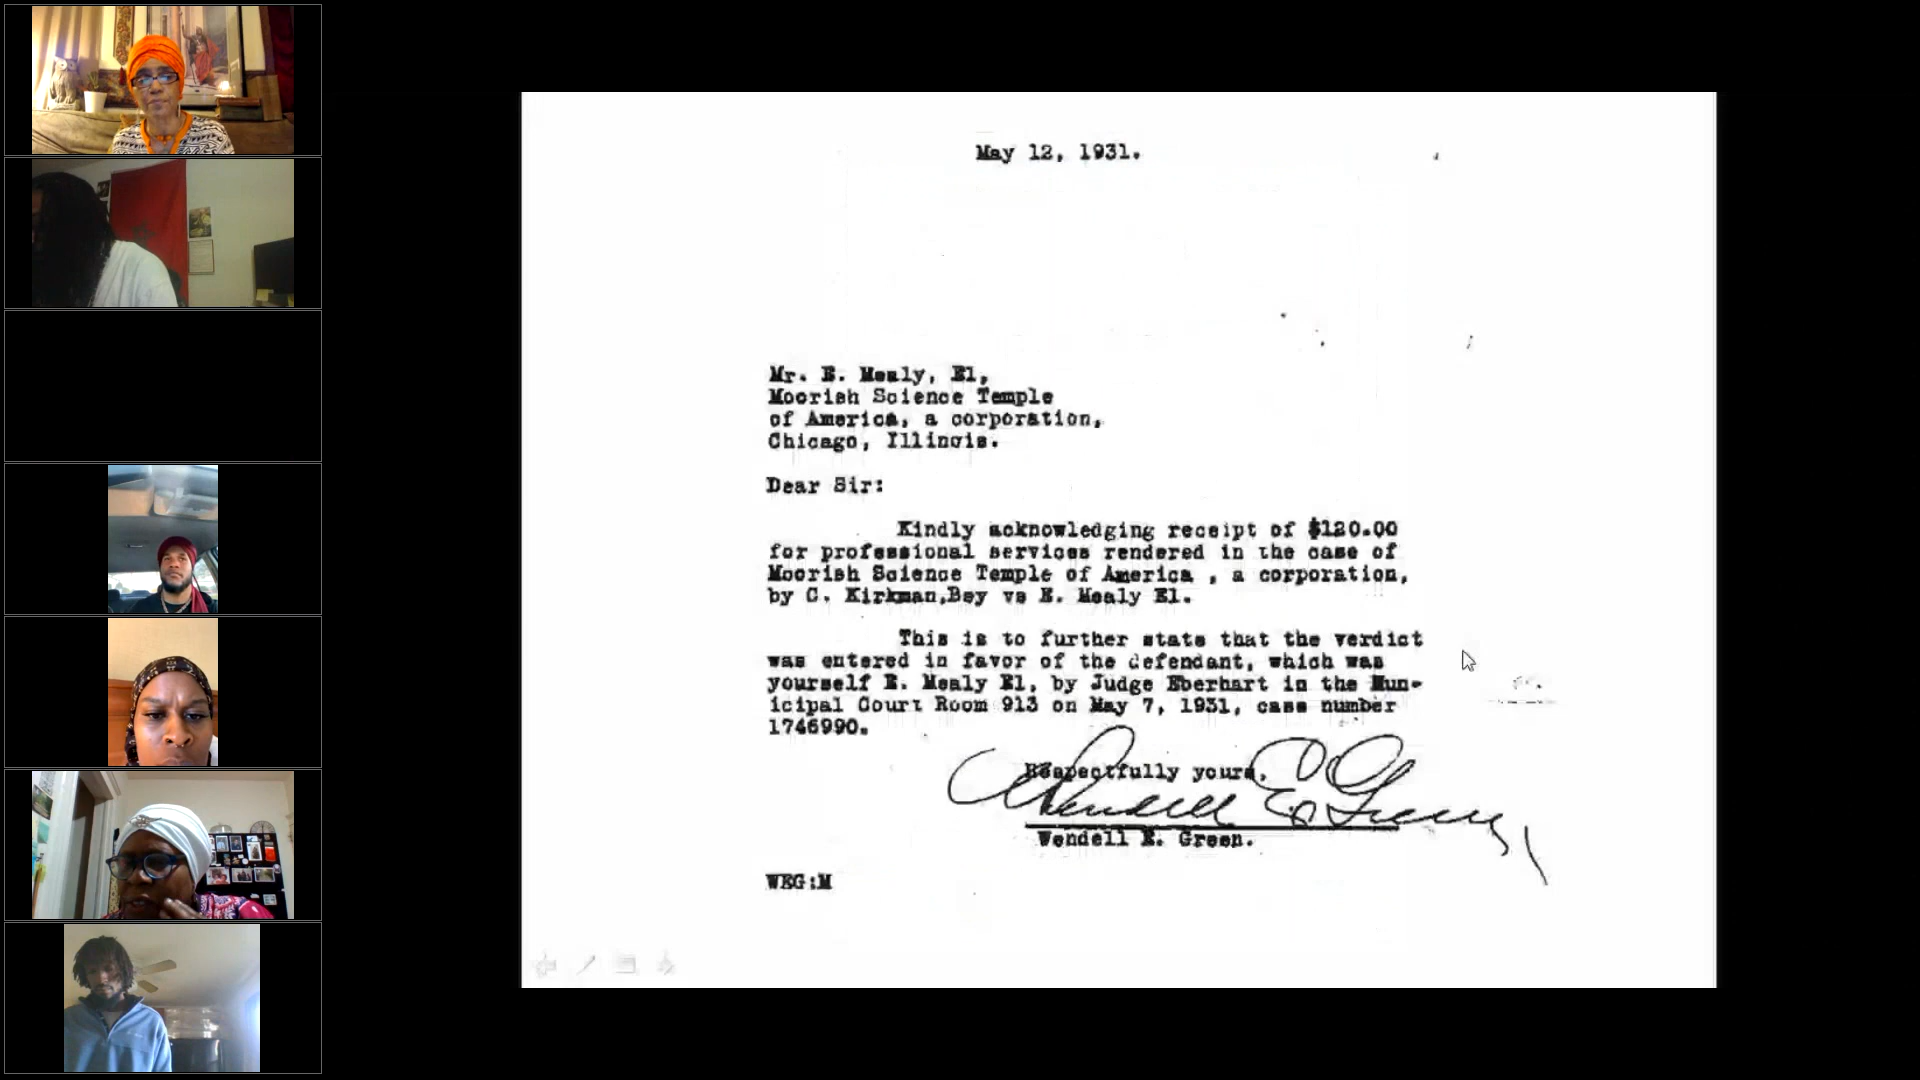 May 12, 1931.
Mr. E. Mealy, El,
Moorish Science Temple
of America, a corporation,
Chicago, Illinois.
Dear Sir:
Kindly acknowledging receipt of $120.00
for professional services rendered in the case of
Moorish Science Temple of America , a corporation,
by C. Kirkman,Bey vs E. Mealy El.
This is to further state that the verdict
was entered in favor of the defendant, which was
yourself E. Mealy El, by Judge Eberhart in the Mun-
icipal Court Room 913 on May 7, 1931, case number
1746990.
Respectfully yours,
Wendell E. Green
Wendell E. Green.
WEG:M